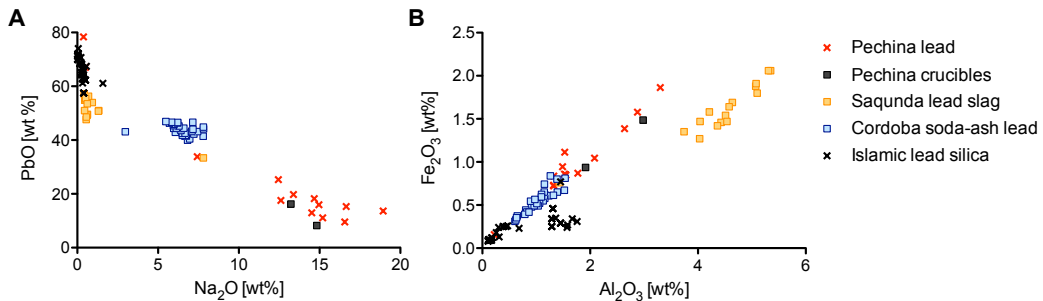 A
B
PbO [wt %]
80
60
40
20
0
0
5
10
15
20
Na₂O [wt%]
Fe₂O₃ [wt%]
2.5
2.0
1.5
1.0
0.5
0.0
0
2
4
6
Al₂O₃ [wt%]
Pechina lead
Pechina crucibles
Saqunda lead slag
Cordoba soda-ash lead
Islamic lead silica